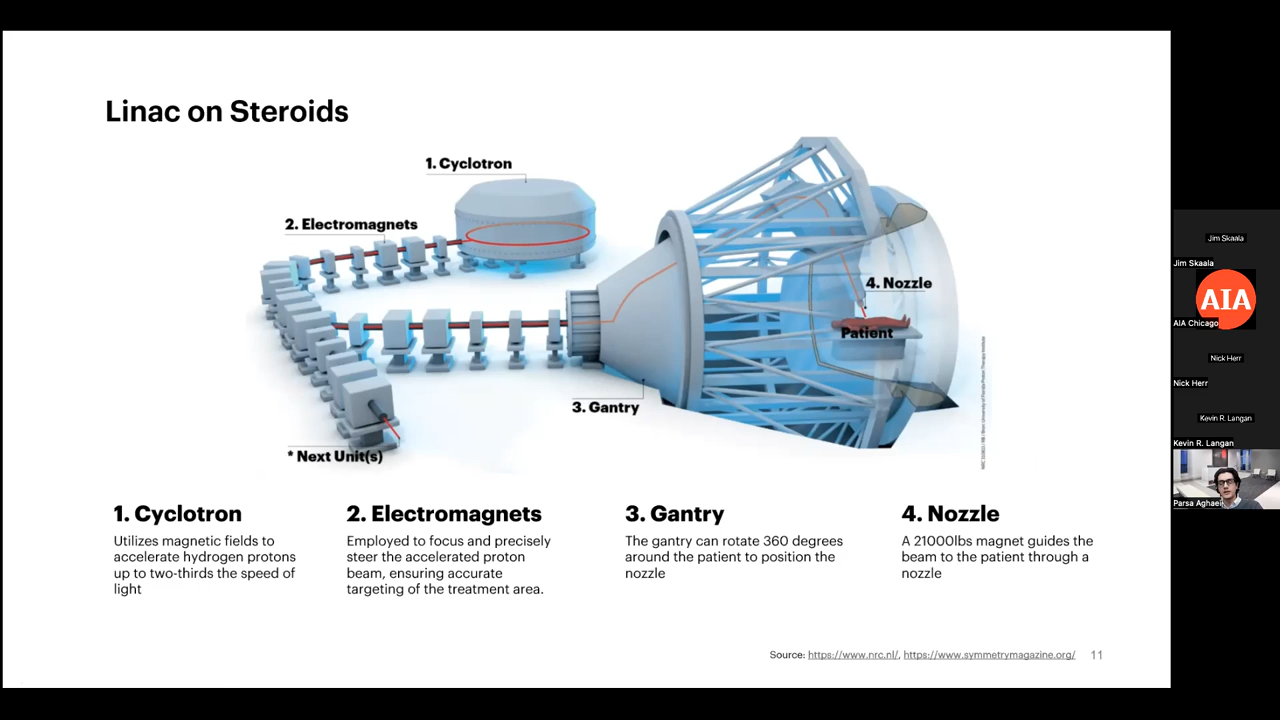 Linac on Steroids
1. Cyclotron
2. Electromagnets
4. Nozzle
Patient
3. Gantry
* Next Unit(s)
1. Cyclotron
Utilizes magnetic fields to
accelerate hydrogen protons
up to two-thirds the speed of
light
2. Electromagnets
Employed to focus and precisely
steer the accelerated proton
beam, ensuring accurate
targeting of the treatment area.
3. Gantry
The gantry can rotate 360 degrees
around the patient to position the
nozzle
4. Nozzle
A 21000lbs magnet guides the
beam to the patient through a
nozzle
Source: https://www.nrc.nl/, https://www.symmetrymagazine.org/
11
Jim Skaala
Jim Skaala
AIA
AIA Chicago
Nick Herr
Nick Herr
Kevin R. Langan
Kevin R. Langan
Parsa Aghaei